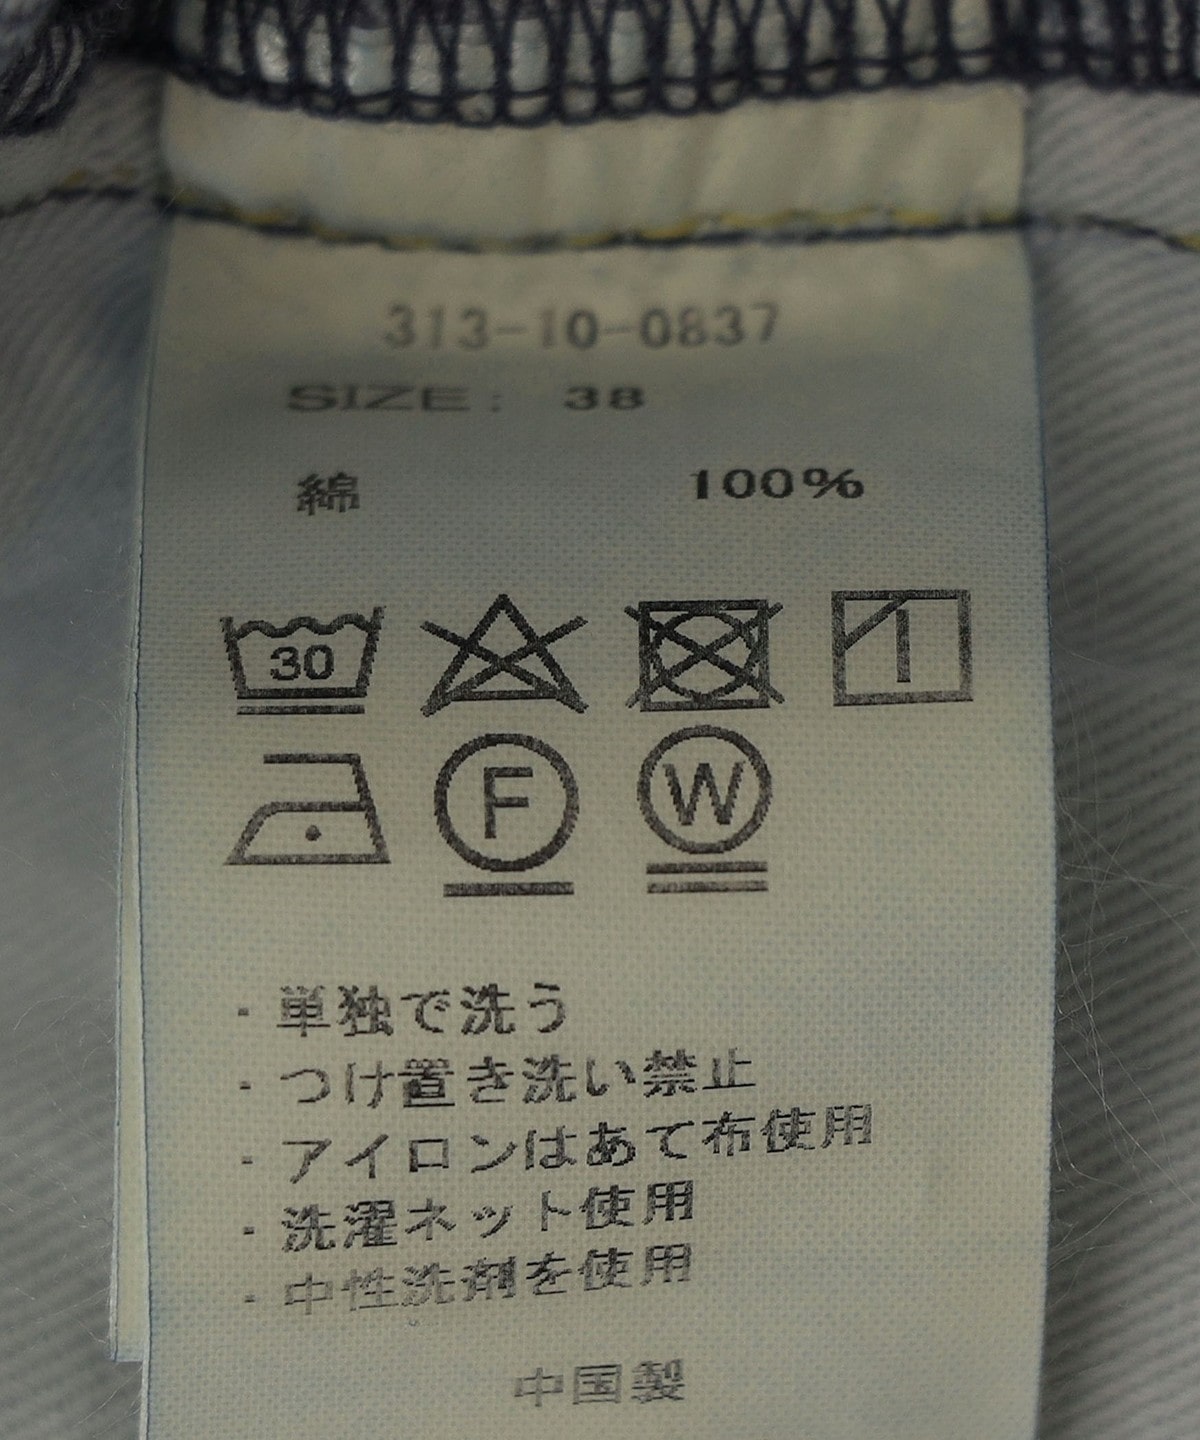 313-10-0837
SIZE: 38
綿 100%
30
F W
・単独で洗う
・つけ置き洗い禁止
・アイロンはあて布使用
・洗濯ネット使用
・中性洗剤を使用
中国製